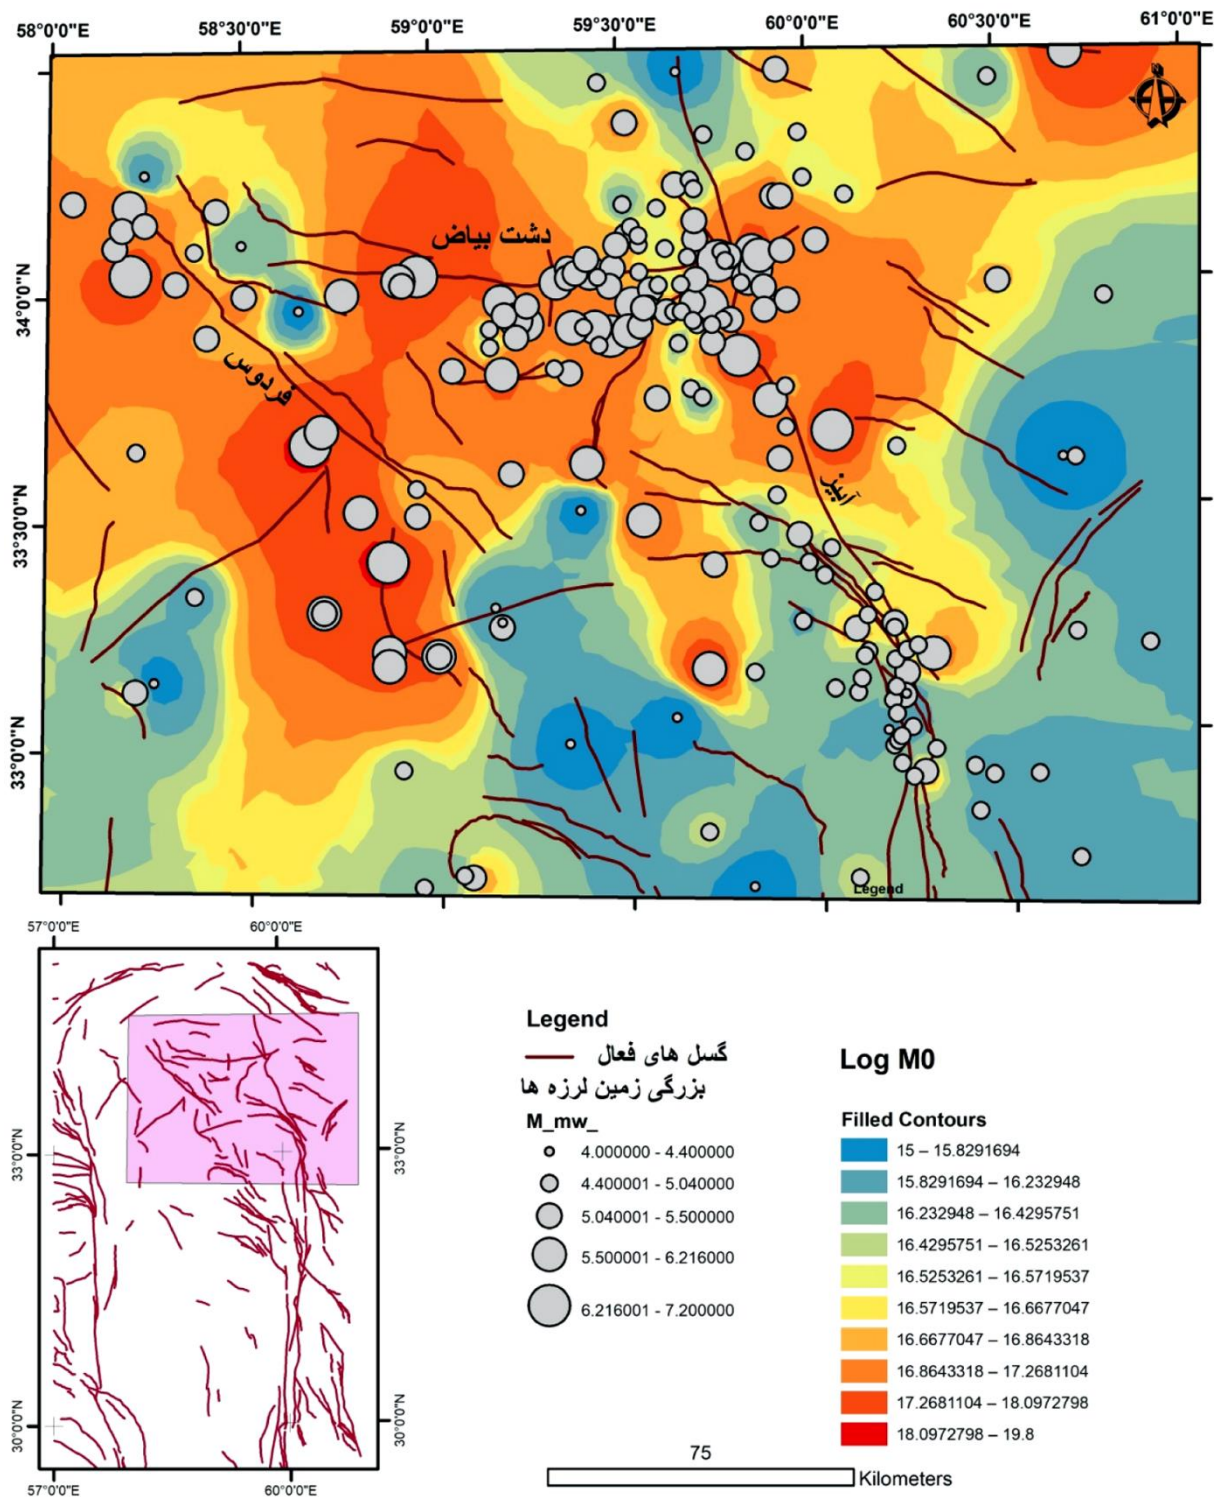 58°0'0"E 58°30'0"E 59°0'0"E 59°30'0"E 60°0'0"E 60°30'0"E 61°0'0"E
34°0'0"N
33°30'0"N
33°0'0"N
دشت بیاض
فردوس
آبیز
Legend
57°0'0"E 60°0'0"E
33°0'0"N 33°0'0"N
30°0'0"N 30°0'0"N
57°0'0"E 60°0'0"E
Legend
گسل های فعال
بزرگی زمین لرزه ها
M_mw_
4.000000 - 4.400000
4.400001 - 5.040000
5.040001 - 5.500000
5.500001 - 6.216000
6.216001 - 7.200000
Log M0
Filled Contours
15 – 15.8291694
15.8291694 – 16.232948
16.232948 – 16.4295751
16.4295751 – 16.5253261
16.5253261 – 16.5719537
16.5719537 – 16.6677047
16.6677047 – 16.8643318
16.8643318 – 17.2681104
17.2681104 – 18.0972798
18.0972798 – 19.8
75
Kilometers